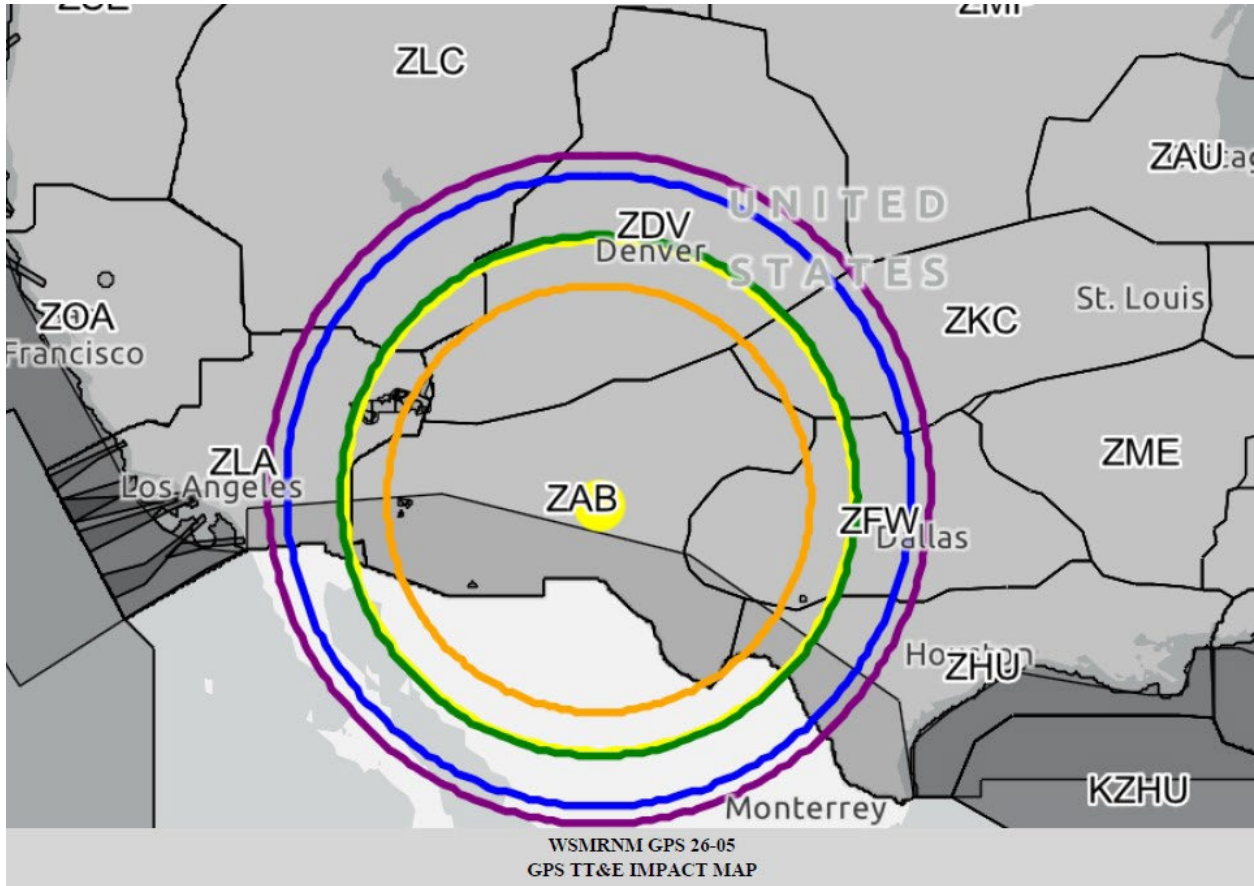 ZLC
UNITED
STATES
ZAU
ZDV
Denver
ZOA
Francisco
ZKC
St. Louis
ZLA
Los Angeles
ZME
ZAB
ZFW
Dallas
Houston
ZHU
KZHU
Monterrey
WSMRNM GPS 26-05
GPS TT&E IMPACT MAP